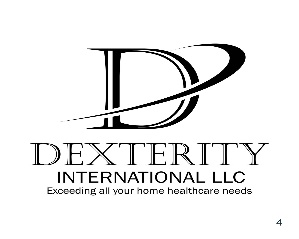 D
DEXTERITY
INTERNATIONAL LLC
Exceeding all your home healthcare needs
4